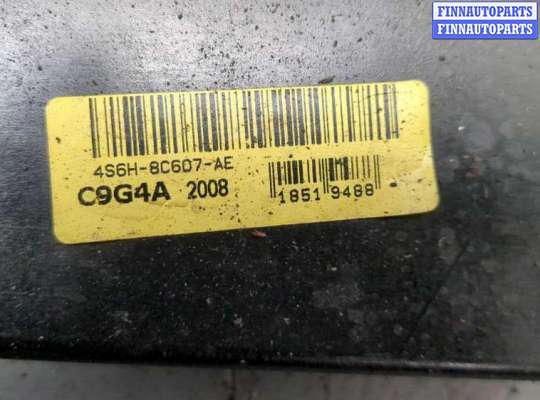 FINNAUTOPARTS
FINNAUTOPARTS
4S6H-8C607-AE
C9G4A 2008
1851 9488